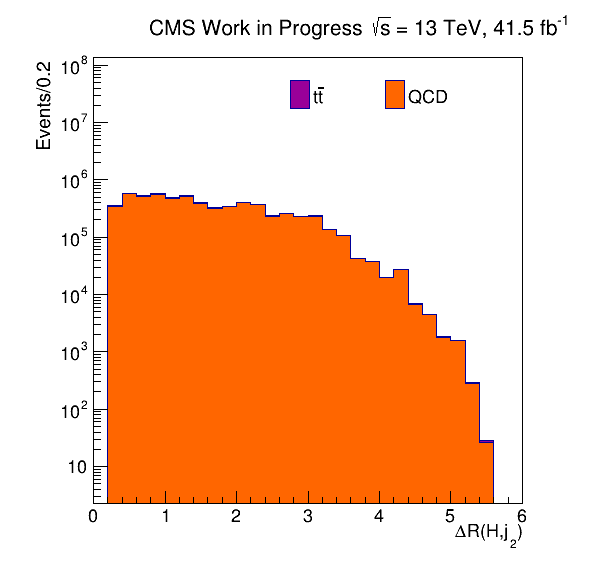 CMS Work in Progress √s = 13 TeV, 41.5 fb⁻¹
Events/0.2
tt̄
QCD
10⁸
10⁷
10⁶
10⁵
10⁴
10³
10²
10
0 1 2 3 4 5 6
ΔR(H,j₂)